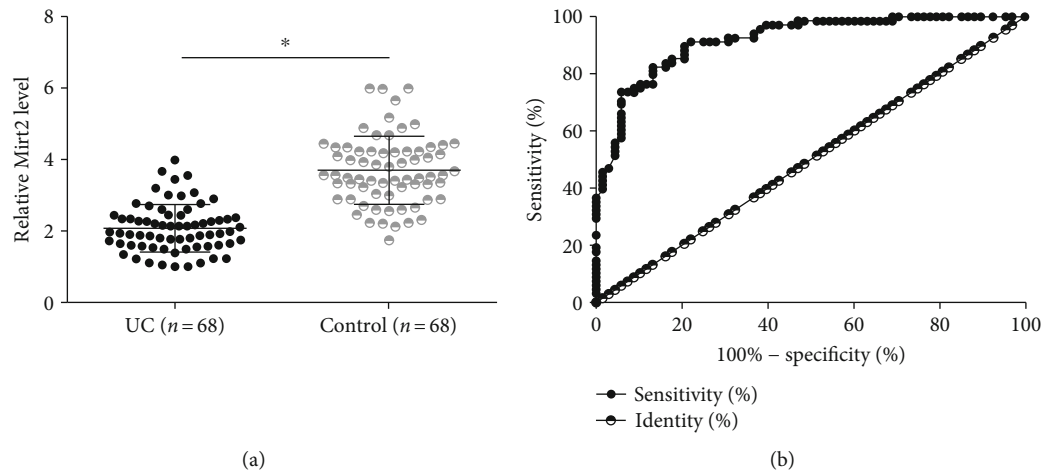 8
6
4
2
0
Relative Mirt2 level
*
UC (n = 68)
Control (n = 68)
(a)
100
80
60
40
20
0
Sensitivity (%)
0 20 40 60 80 100
100% − specificity (%)
Sensitivity (%)
Identity (%)
(b)